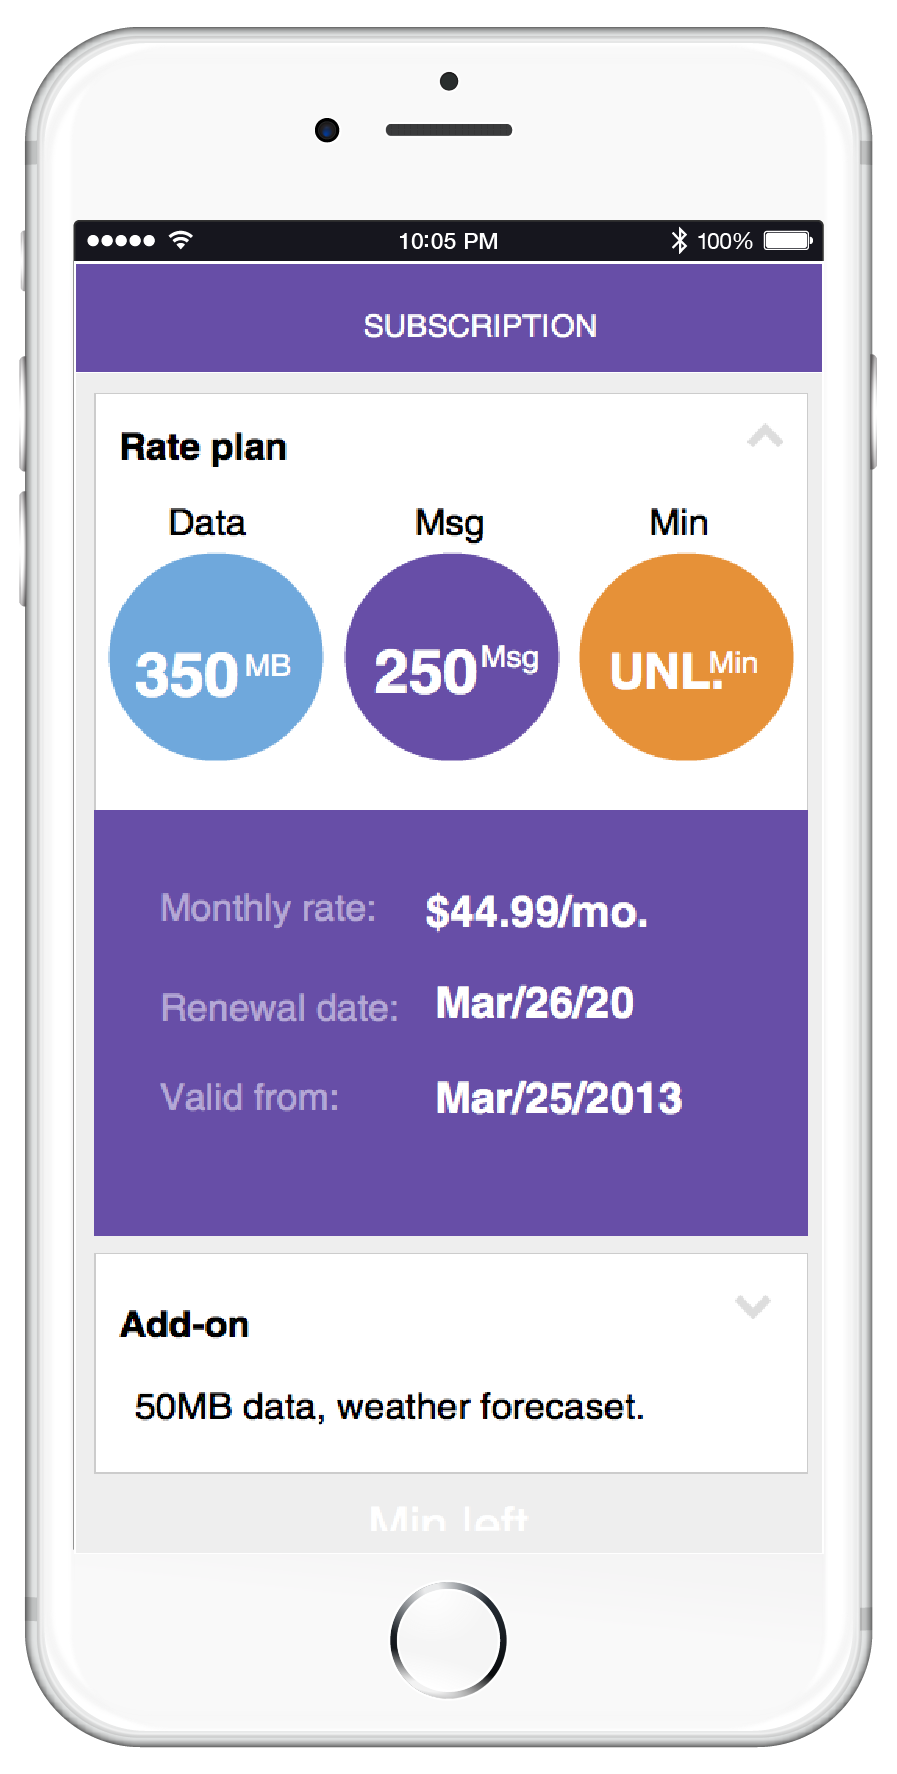 10:05 PM 100%
SUBSCRIPTION
Rate plan
Data Msg Min
350 MB 250 Msg UNL. Min
Monthly rate: $44.99/mo.
Renewal date: Mar/26/20
Valid from: Mar/25/2013
Add-on
50MB data, weather forecaset.
Min left